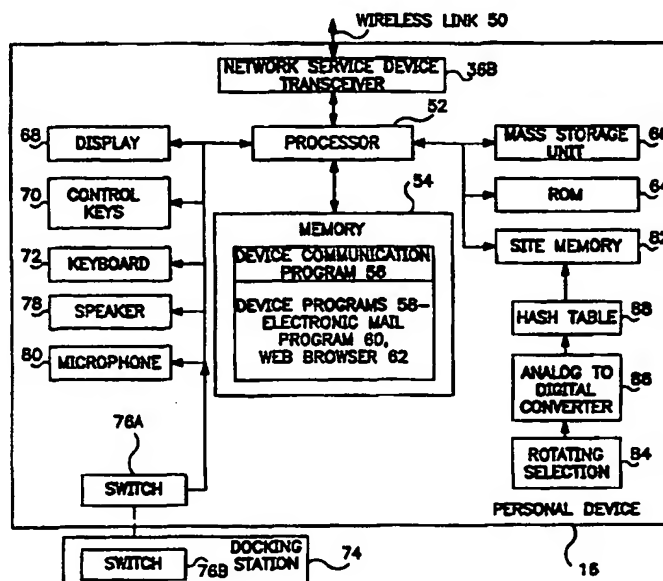 WIRELESS LINK 50
NETWORK SERVICE DEVICE
TRANSCEIVER
36B
52
68
DISPLAY
PROCESSOR
MASS STORAGE
UNIT
66
70
CONTROL
KEYS
54
MEMORY
ROM
64
72
KEYBOARD
DEVICE COMMUNICATION
PROGRAM 56
SITE MEMORY
82
78
SPEAKER
DEVICE PROGRAMS 58-
ELECTRONIC MAIL
PROGRAM 60,
WEB BROWSER 62
HASH TABLE
88
80
MICROPHONE
ANALOG TO
DIGITAL
CONVERTER
86
76A
ROTATING
SELECTION
84
SWITCH
PERSONAL DEVICE
SWITCH
76B
DOCKING
STATION
74
16